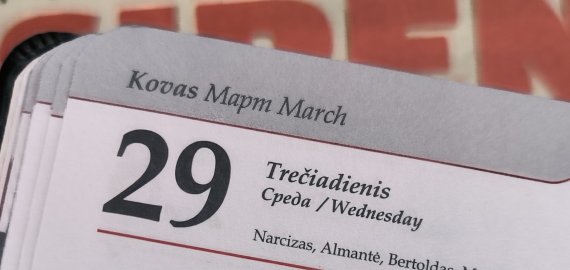 Kovas Март March
29
Trečiadienis
Среда / Wednesday
Narcizas, Almantė, Bertoldas,